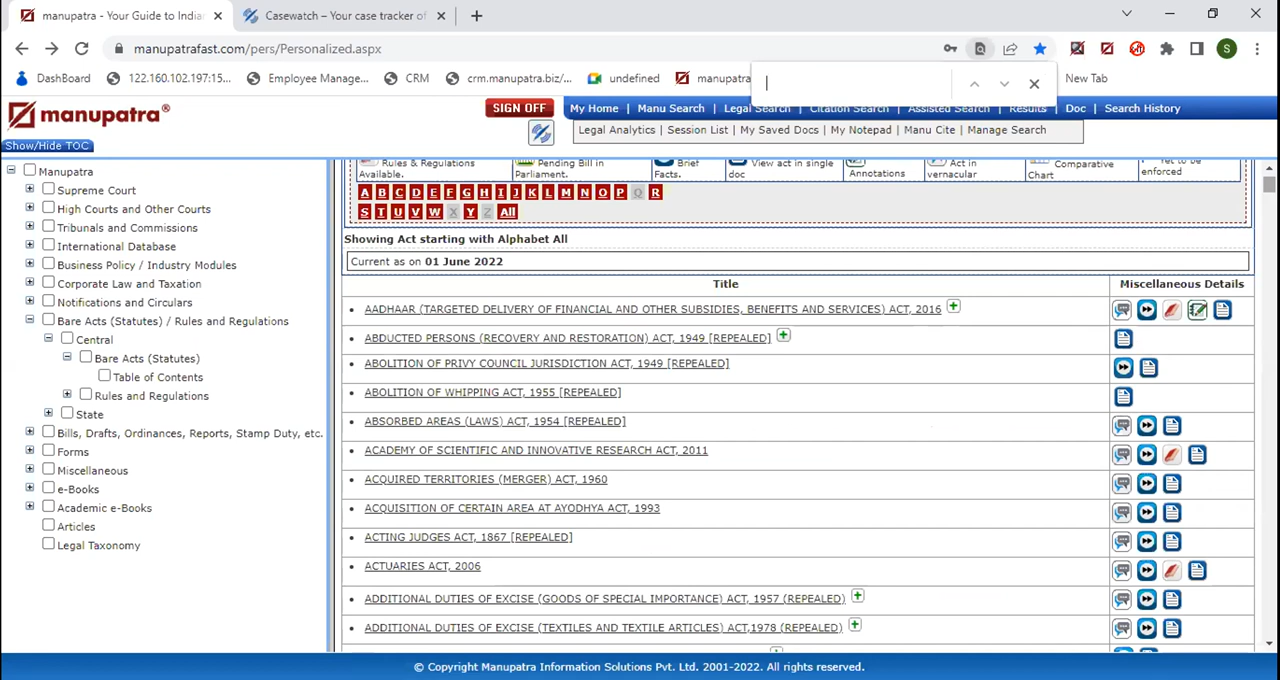 manupatra - Your Guide to Indian
Casewatch – Your case tracker of
manupatrafast.com/pers/Personalized.aspx
S
DashBoard
122.160.102.197:15...
Employee Manage...
CRM
crm.manupatra.biz/...
undefined
manupatra
New Tab
manupatra®
SIGN OFF
My Home | Manu Search | Legal Search | Citation Search | Assisted Search | Results | Doc | Search History
Legal Analytics | Session List | My Saved Docs | My Notepad | Manu Cite | Manage Search
Show/Hide TOC
Manupatra
Supreme Court
High Courts and Other Courts
Tribunals and Commissions
International Database
Business Policy / Industry Modules
Corporate Law and Taxation
Notifications and Circulars
Bare Acts (Statutes) / Rules and Regulations
Central
Bare Acts (Statutes)
Table of Contents
Rules and Regulations
State
Bills, Drafts, Ordinances, Reports, Stamp Duty, etc.
Forms
Miscellaneous
e-Books
Academic e-Books
Articles
Legal Taxonomy
Rules & Regulations Available.
Pending Bill in Parliament.
Brief Facts.
View act in single doc
Annotations
Act in vernacular
Comparative Chart
Yet to be enforced
A B C D E F G H I J K L M N O P Q R
S T U V W X Y Z All
Showing Act starting with Alphabet All
Current as on 01 June 2022
Title
Miscellaneous Details
• AADHAAR (TARGETED DELIVERY OF FINANCIAL AND OTHER SUBSIDIES, BENEFITS AND SERVICES) ACT, 2016
• ABDUCTED PERSONS (RECOVERY AND RESTORATION) ACT, 1949 [REPEALED]
• ABOLITION OF PRIVY COUNCIL JURISDICTION ACT, 1949 [REPEALED]
• ABOLITION OF WHIPPING ACT, 1955 [REPEALED]
• ABSORBED AREAS (LAWS) ACT, 1954 [REPEALED]
• ACADEMY OF SCIENTIFIC AND INNOVATIVE RESEARCH ACT, 2011
• ACQUIRED TERRITORIES (MERGER) ACT, 1960
• ACQUISITION OF CERTAIN AREA AT AYODHYA ACT, 1993
• ACTING JUDGES ACT, 1867 [REPEALED]
• ACTUARIES ACT, 2006
• ADDITIONAL DUTIES OF EXCISE (GOODS OF SPECIAL IMPORTANCE) ACT, 1957 (REPEALED)
• ADDITIONAL DUTIES OF EXCISE (TEXTILES AND TEXTILE ARTICLES) ACT,1978 (REPEALED)
© Copyright Manupatra Information Solutions Pvt. Ltd. 2001-2022. All rights reserved.